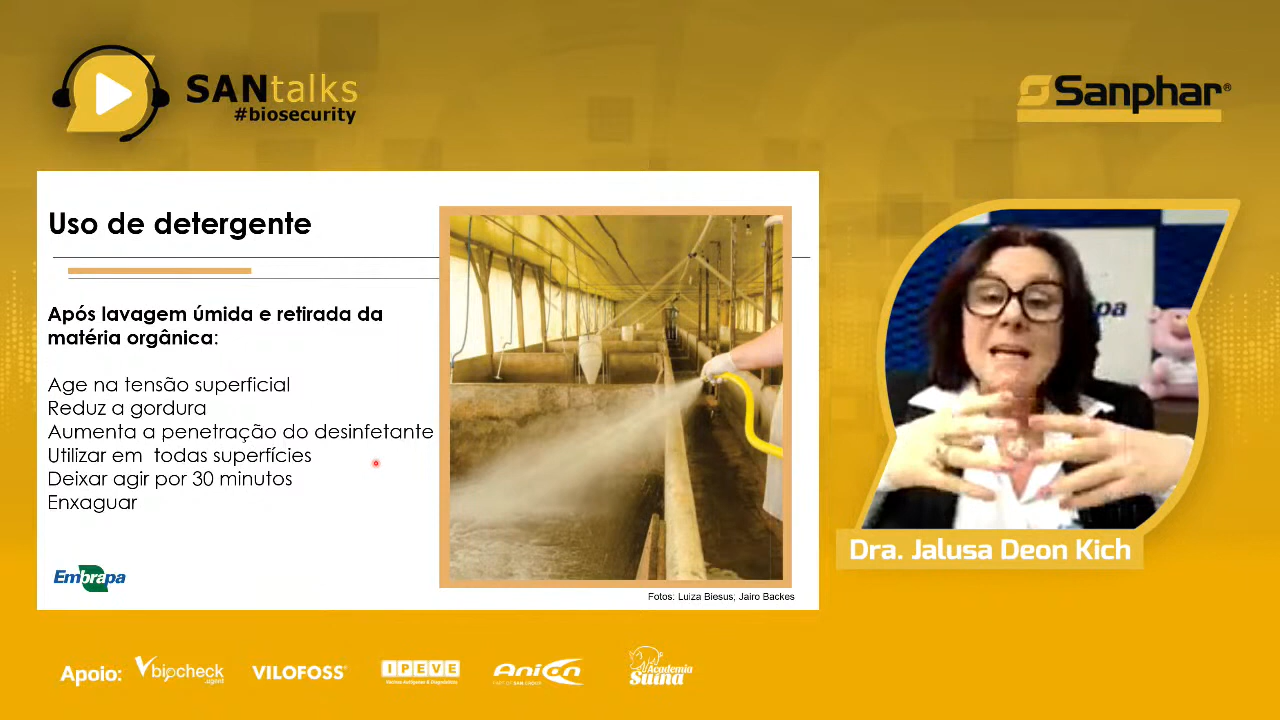 SANtalks
#biosecurity
Sanphar®
Uso de detergente
Após lavagem úmida e retirada da
matéria orgânica:
Age na tensão superficial
Reduz a gordura
Aumenta a penetração do desinfetante
Utilizar em todas superfícies
Deixar agir por 30 minutos
Enxaguar
Embrapa
Fotos: Luiza Biesus; Jairo Backes
pa
Dra. Jalusa Deon Kich
Apoio:
biocheck
VILOFOSS
IPEVE
Anicon
Academia
Suína